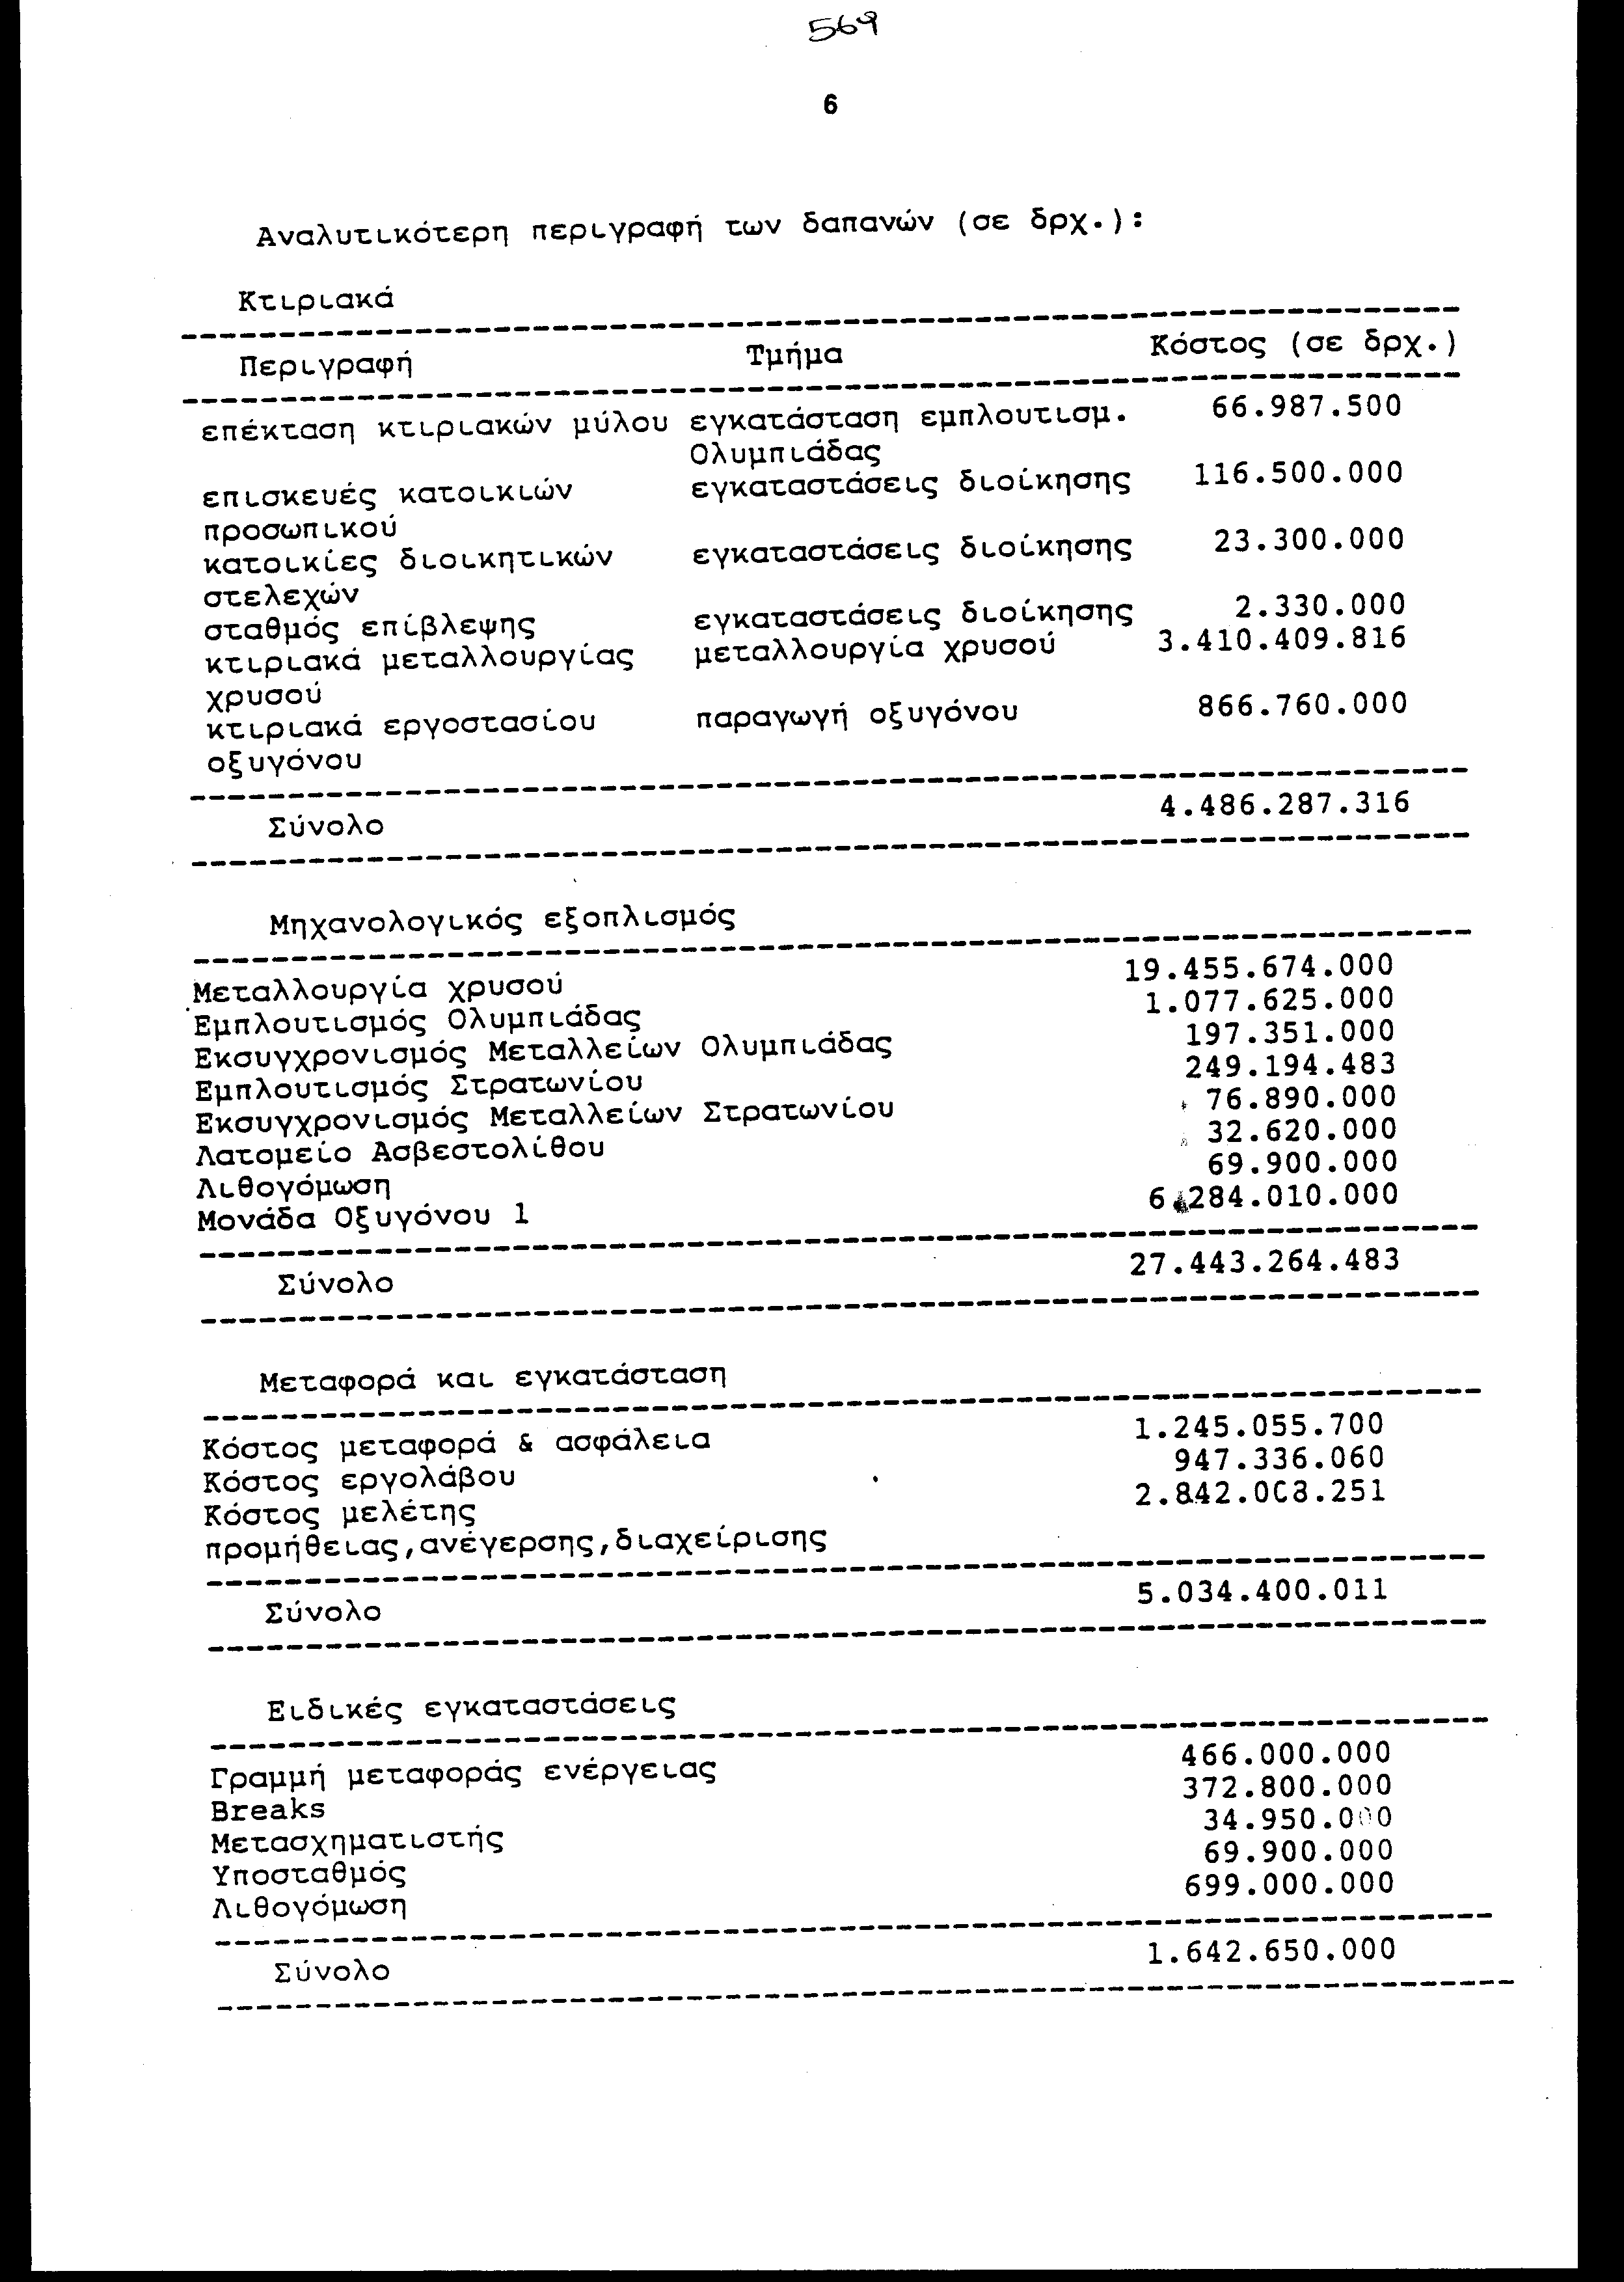 569
6
Αναλυτικότερη περιγραφή των δαπανών (σε δρχ.):
Κτιριακά
Περιγραφή Τμήμα Κόστος (σε δρχ.)
επέκταση κτιριακών μύλου εγκατάσταση εμπλουτισμ. 66.987.500
Ολυμπιάδας
επισκευές κατοικιών εγκαταστάσεις διοίκησης 116.500.000
προσωπικού
κατοικίες διοικητικών εγκαταστάσεις διοίκησης 23.300.000
στελεχών
σταθμός επίβλεψης εγκαταστάσεις διοίκησης 2.330.000
κτιριακά μεταλλουργίας μεταλλουργία χρυσού 3.410.409.816
χρυσού
κτιριακά εργοστασίου παραγωγή οξυγόνου 866.760.000
οξυγόνου
Σύνολο 4.486.287.316
Μηχανολογικός εξοπλισμός
Μεταλλουργία χρυσού 19.455.674.000
Εμπλουτισμός Ολυμπιάδας 1.077.625.000
Εκσυγχρονισμός Μεταλλείων Ολυμπιάδας 197.351.000
Εμπλουτισμός Στρατωνίου 249.194.483
Εκσυγχρονισμός Μεταλλείων Στρατωνίου 76.890.000
Λατομείο Ασβεστολίθου 32.620.000
Λιθογόμωση 69.900.000
Μονάδα Οξυγόνου 1 6.284.010.000
Σύνολο 27.443.264.483
Μεταφορά και εγκατάσταση
Κόστος μεταφορά & ασφάλεια 1.245.055.700
Κόστος εργολάβου 947.336.060
Κόστος μελέτης 2.842.008.251
προμήθειας,ανέγερσης,διαχείρισης
Σύνολο 5.034.400.011
Ειδικές εγκαταστάσεις
Γραμμή μεταφοράς ενέργειας 466.000.000
Breaks 372.800.000
Μετασχηματιστής 34.950.000
Υποσταθμός 69.900.000
Λιθογόμωση 699.000.000
Σύνολο 1.642.650.000